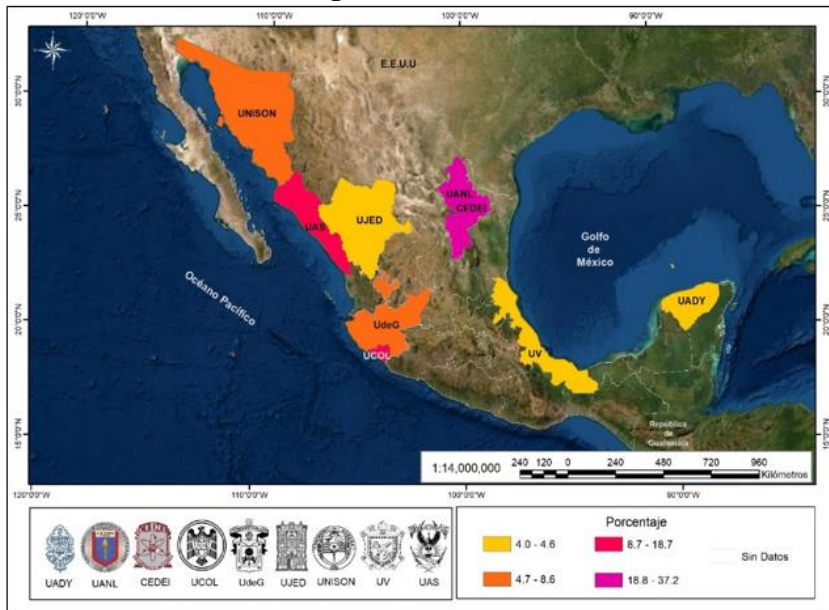 120°0'0"O 110°0'0"O 100°0'0"O 90°0'0"O
30°0'0"N 30°0'0"N
25°0'0"N 25°0'0"N
20°0'0"N 20°0'0"N
15°0'0"N 15°0'0"N
E.E.U.U
UNISON
UAS
UJED
UANL
CEDEI
Golfo
de
México
Océano Pacífico
UdeG
UCOL
UV
UADY
República
de
Guatemala
1:14,000,000
240 120 0 240 480 720 960
Kilómetros
120°0'0"O 110°0'0"O 100°0'0"O 90°0'0"O
UADY UANL CEDEI UCOL UdeG UJED UNISON UV UAS
Porcentaje
4.0 - 4.6 8.7 - 18.7 Sin Datos
4.7 - 8.6 18.8 - 37.2